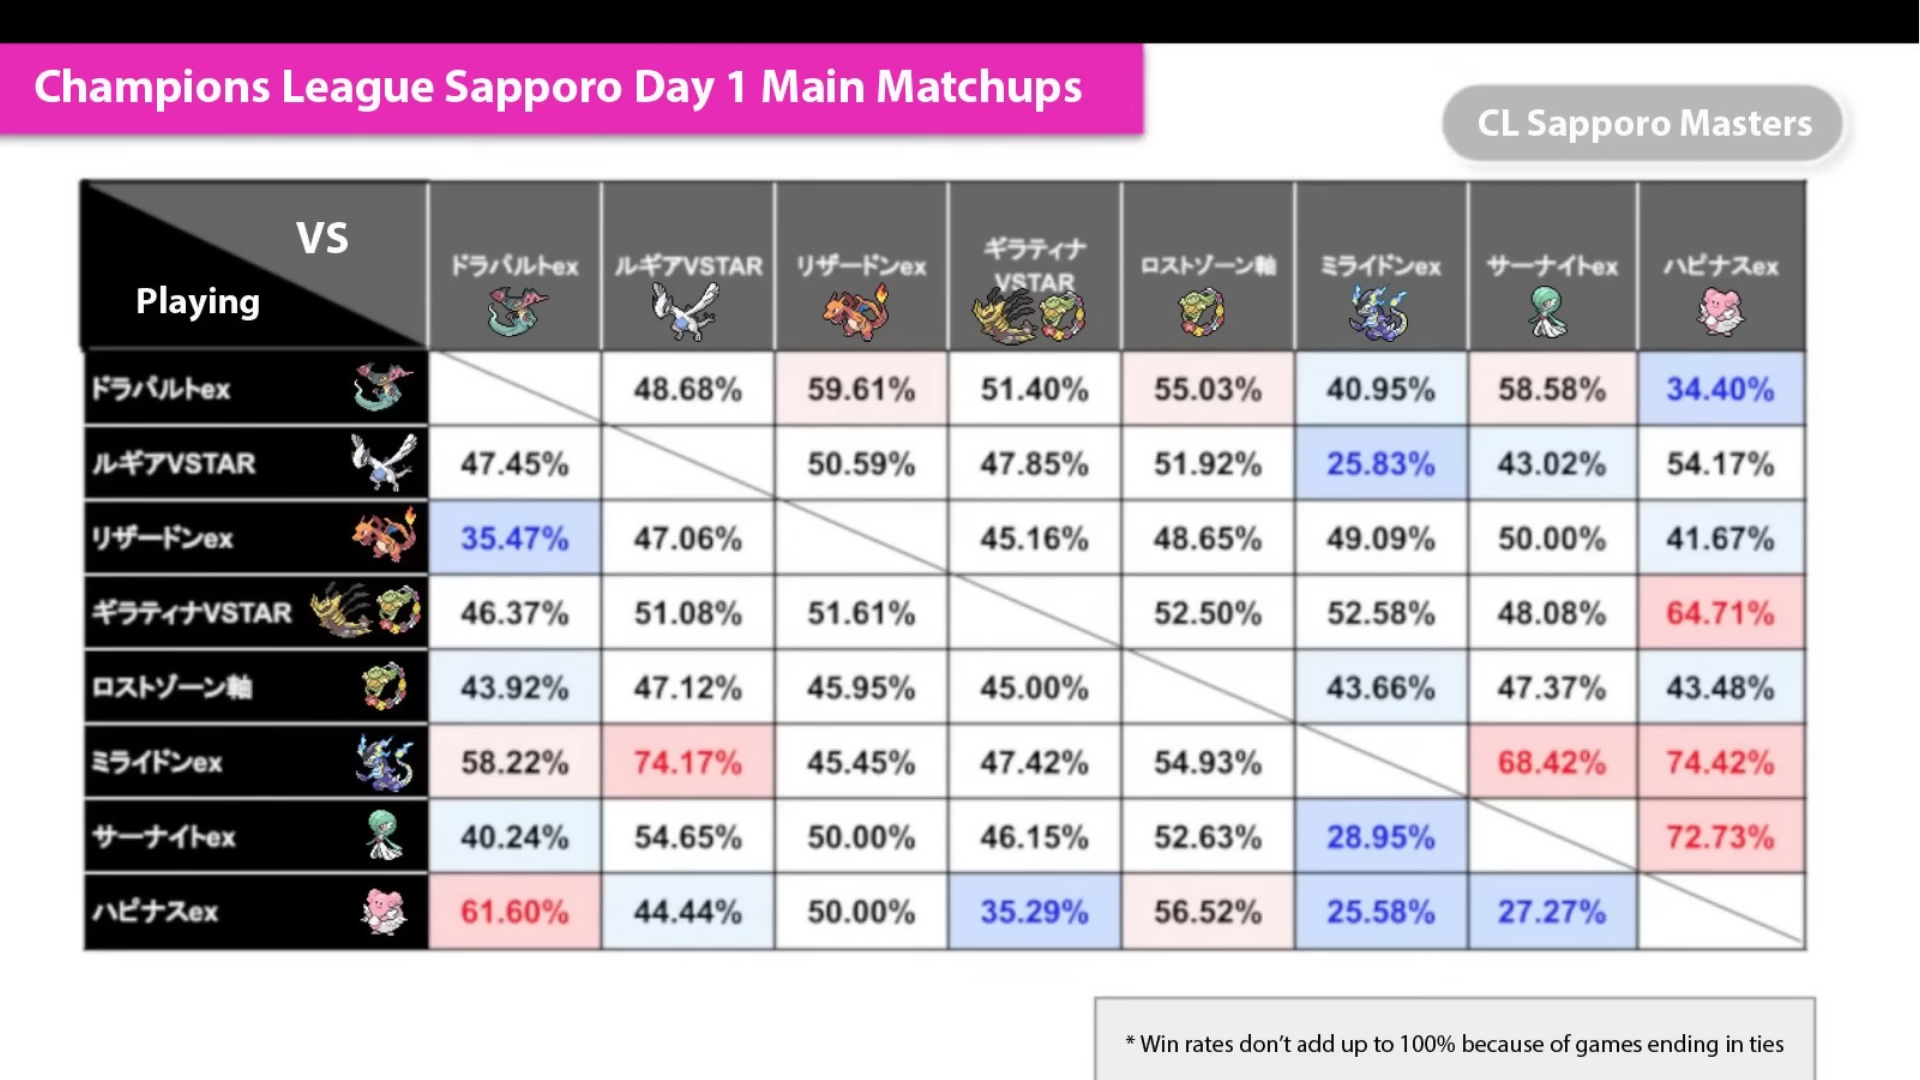 Champions League Sapporo Day 1 Main Matchups
CL Sapporo Masters
VS
Playing
ドラパルトex ルギアVSTAR リザードンex ギラティナVSTAR ロストゾーン軸 ミライドンex サーナイトex ハピナスex
ドラパルトex 48.68% 59.61% 51.40% 55.03% 40.95% 58.58% 34.40%
ルギアVSTAR 47.45% 50.59% 47.85% 51.92% 25.83% 43.02% 54.17%
リザードンex 35.47% 47.06% 45.16% 48.65% 49.09% 50.00% 41.67%
ギラティナVSTAR 46.37% 51.08% 51.61% 52.50% 52.58% 48.08% 64.71%
ロストゾーン軸 43.92% 47.12% 45.95% 45.00% 43.66% 47.37% 43.48%
ミライドンex 58.22% 74.17% 45.45% 47.42% 54.93% 68.42% 74.42%
サーナイトex 40.24% 54.65% 50.00% 46.15% 52.63% 28.95% 72.73%
ハピナスex 61.60% 44.44% 50.00% 35.29% 56.52% 25.58% 27.27%
* Win rates don’t add up to 100% because of games ending in ties